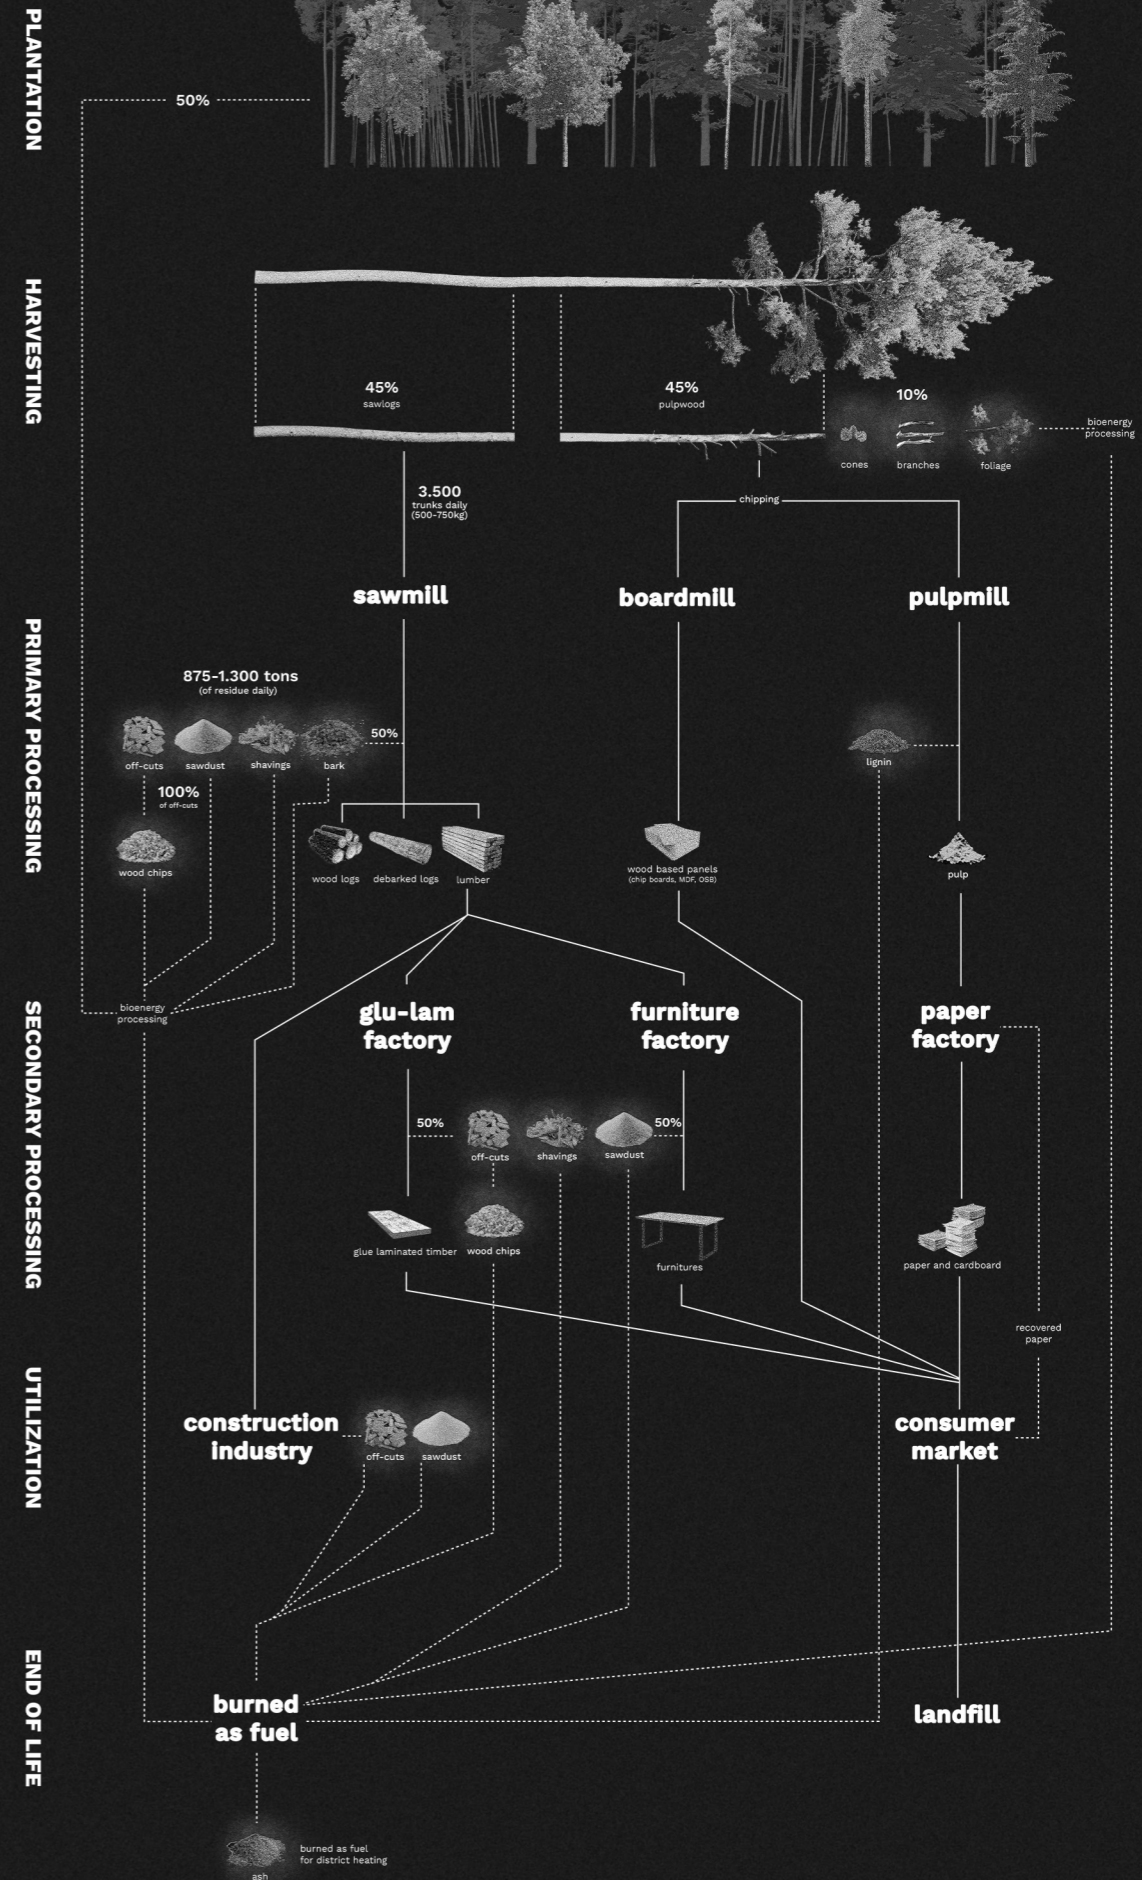 PLANTATION
50%
HARVESTING
45%
sawlogs
45%
pulpwood
10%
cones
branches
foliage
bioenergy
processing
3.500
trunks daily
(500-750kg)
chipping
sawmill
boardmill
pulpmill
PRIMARY PROCESSING
875-1.300 tons
(of residue daily)
off-cuts
sawdust
shavings
bark
50%
100%
of off-cuts
wood chips
wood logs
debarked logs
lumber
wood based panels
(chip boards, MDF, OSB)
lignin
pulp
SECONDARY PROCESSING
bioenergy
processing
glu-lam
factory
furniture
factory
paper
factory
50%
off-cuts
shavings
sawdust
50%
glue laminated timber
wood chips
furnitures
paper and cardboard
recovered
paper
UTILIZATION
construction
industry
off-cuts
sawdust
consumer
market
END OF LIFE
burned
as fuel
landfill
burned as fuel
for district heating
ash